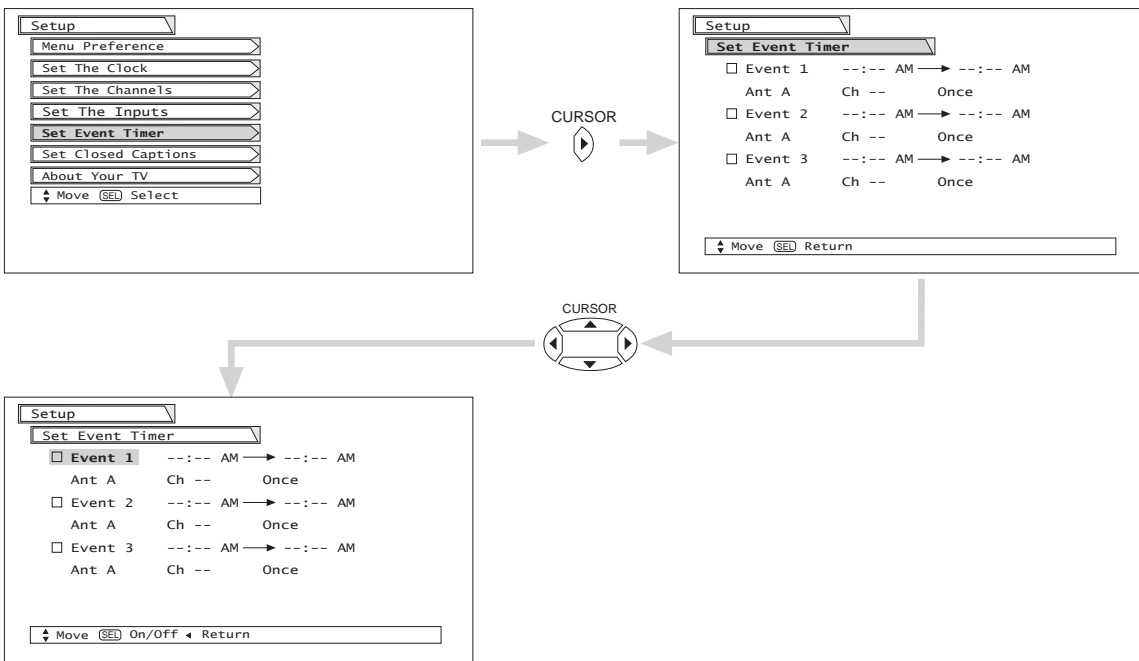 Setup
Menu Preference
Set The Clock
Set The Channels
Set The Inputs
Set Event Timer
Set Closed Captions
About Your TV
Move SEL Select
CURSOR
Setup
Set Event Timer
Event 1 --:-- AM --:-- AM
Ant A Ch -- Once
Event 2 --:-- AM --:-- AM
Ant A Ch -- Once
Event 3 --:-- AM --:-- AM
Ant A Ch -- Once
Move SEL Return
CURSOR
Setup
Set Event Timer
Event 1 --:-- AM --:-- AM
Ant A Ch -- Once
Event 2 --:-- AM --:-- AM
Ant A Ch -- Once
Event 3 --:-- AM --:-- AM
Ant A Ch -- Once
Move SEL On/Off Return